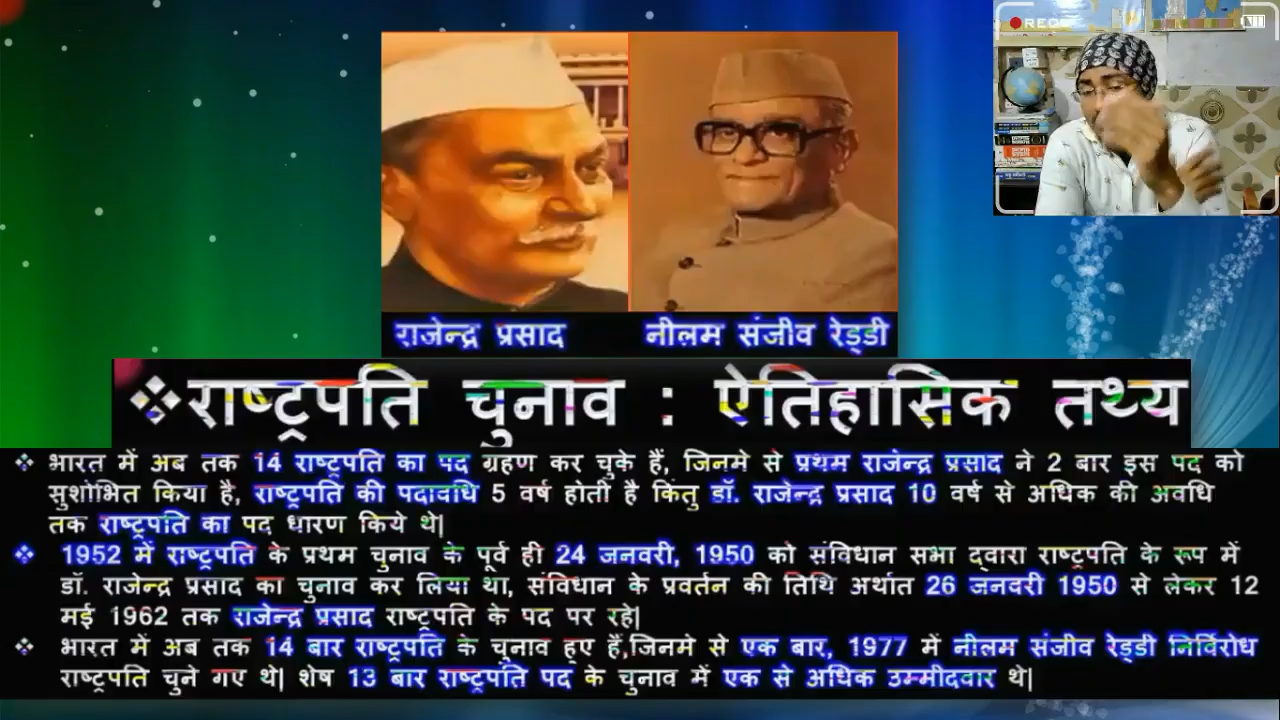 REC
राजेन्द्र प्रसाद नीलम संजीव रेड्डी
❖राष्ट्रपति चुनाव : ऐतिहासिक तथ्य
❖ भारत में अब तक 14 राष्ट्रपति का पद ग्रहण कर चुके हैं, जिनमे से प्रथम राजेन्द्र प्रसाद ने 2 बार इस पद को
सुशोभित किया है, राष्ट्रपति की पदावधि 5 वर्ष होती है किंतु डॉ. राजेन्द्र प्रसाद 10 वर्ष से अधिक की अवधि
तक राष्ट्रपति का पद धारण किये थे|
❖ 1952 में राष्ट्रपति के प्रथम चुनाव के पूर्व ही 24 जनवरी, 1950 को संविधान सभा द्वारा राष्ट्रपति के रूप में
डॉ. राजेन्द्र प्रसाद का चुनाव कर लिया था, संविधान के प्रवर्तन की तिथि अर्थात 26 जनवरी 1950 से लेकर 12
मई 1962 तक राजेन्द्र प्रसाद राष्ट्रपति के पद पर रहे|
❖ भारत में अब तक 14 बार राष्ट्रपति के चुनाव हुए हैं,जिनमे से एक बार, 1977 में नीलम संजीव रेड्डी निर्विरोध
राष्ट्रपति चुने गए थे| शेष 13 बार राष्ट्रपति पद के चुनाव में एक से अधिक उम्मीदवार थे|